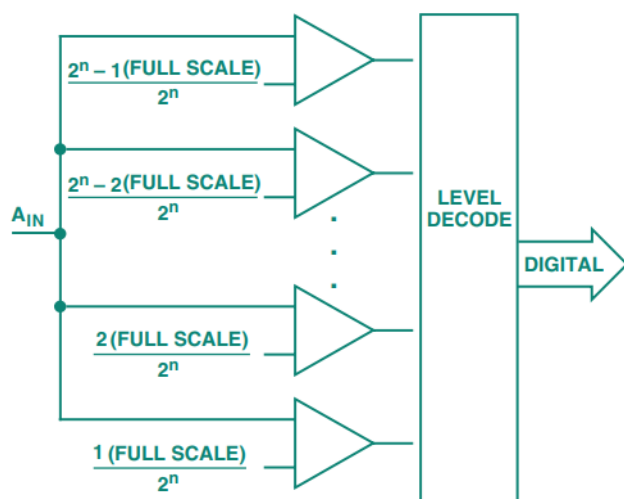 2ⁿ – 1 (FULL SCALE)
2ⁿ
2ⁿ – 2 (FULL SCALE)
2ⁿ
A_IN
LEVEL
DECODE
DIGITAL
2 (FULL SCALE)
2ⁿ
1 (FULL SCALE)
2ⁿ